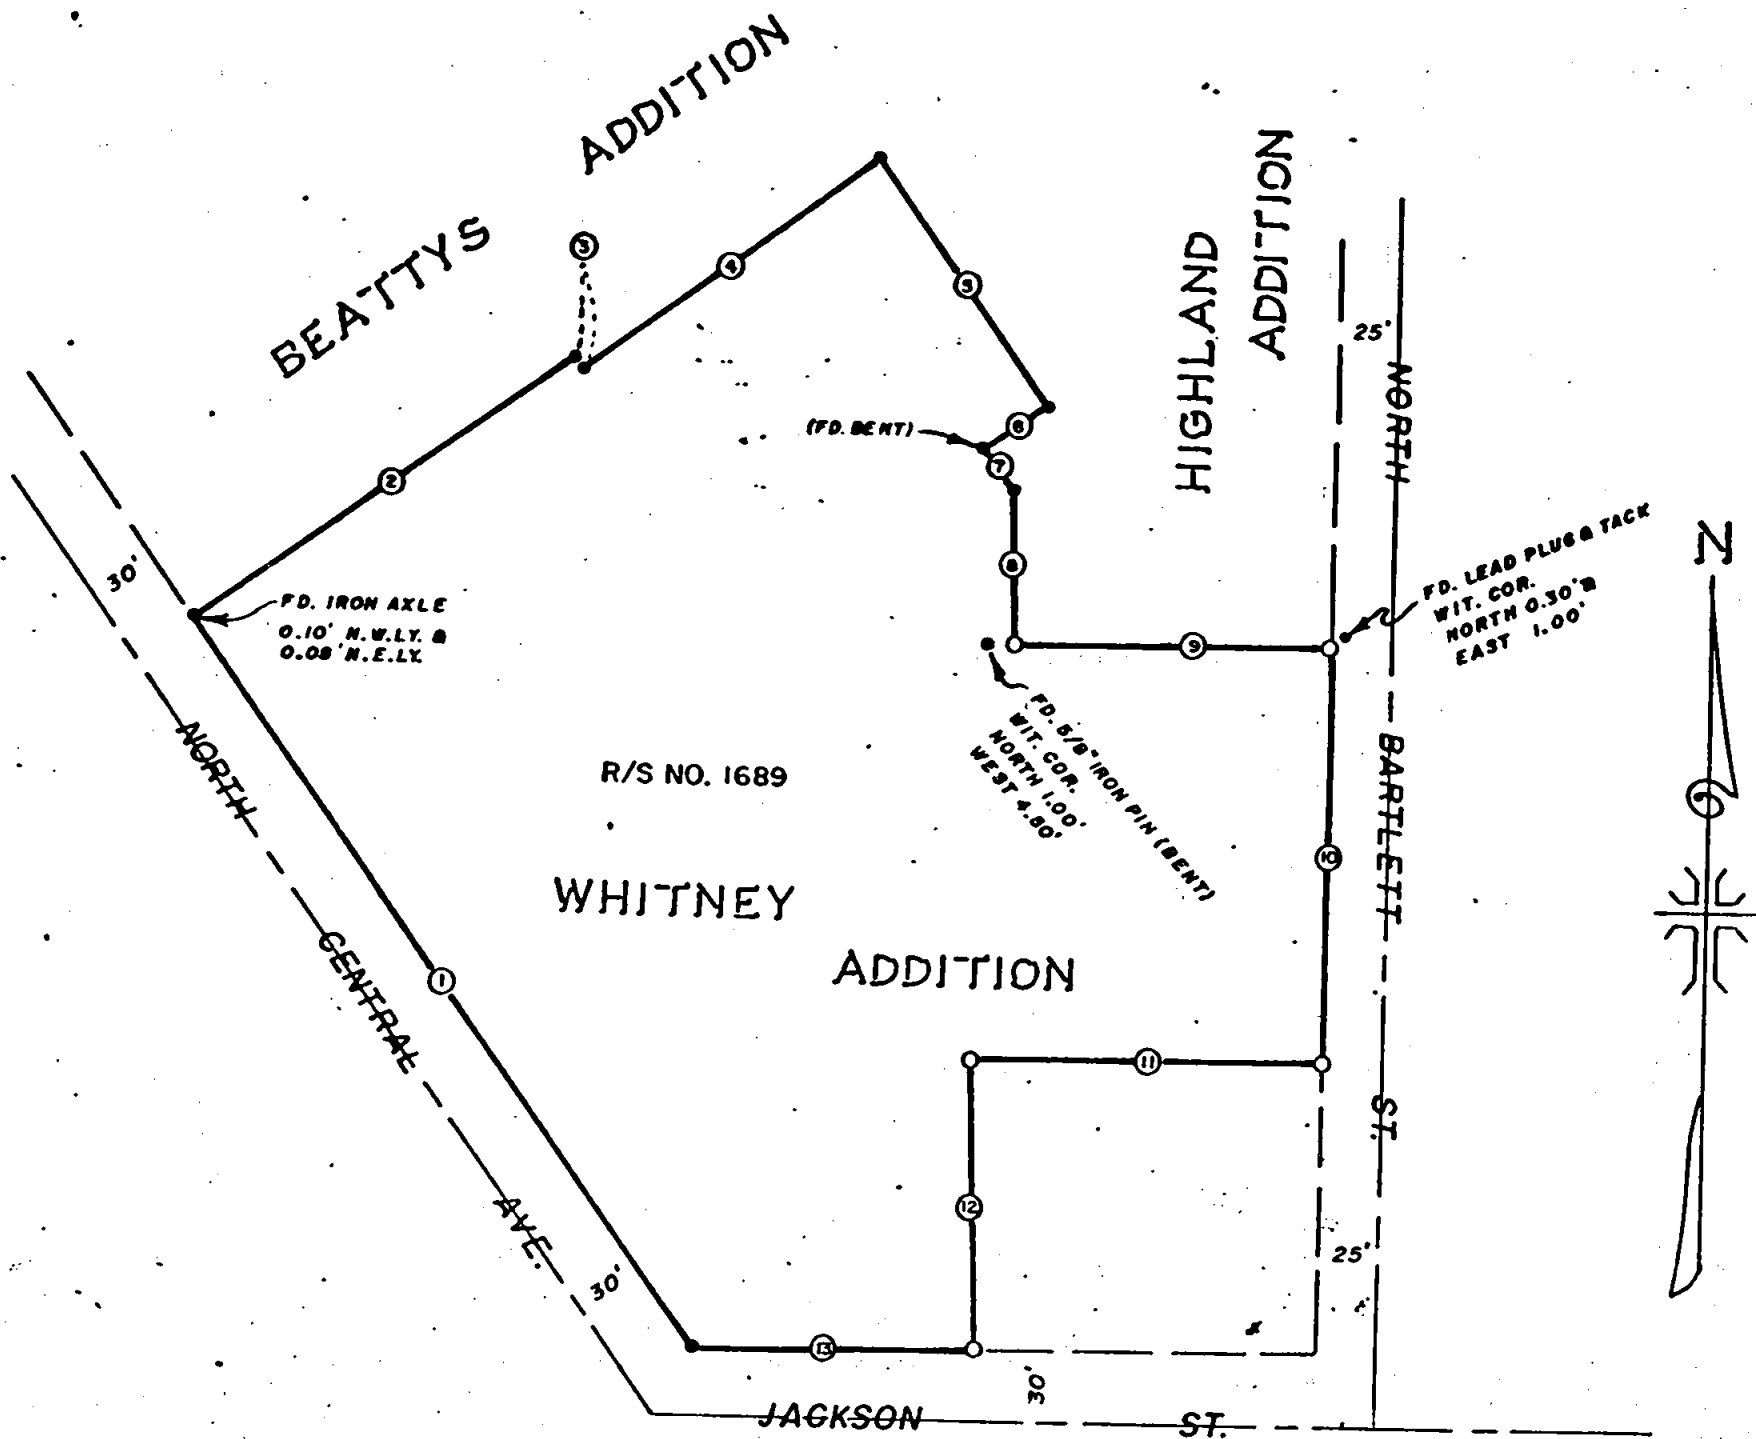 BEATTYS ADDITION
HIGHLAND
ADDITION
3
4
5
25'
(FD. BENT)
6
7
2
NORTH BARTLETT ST.
FD. LEAD PLUG & TACK
WIT. COR.
NORTH 0.30' &
EAST 1.00'
N
30'
FD. IRON AXLE
0.10' N.W.LY. &
0.08' N.E.LY.
8
9
FD. 5/8" IRON PIN (BENT)
WIT. COR.
NORTH 1.00'
WEST 4.80'
NORTH CENTRAL AVE.
R/S NO. 1689
10
WHITNEY
ADDITION
1
11
12
25'
30'
13
30'
JACKSON ST.